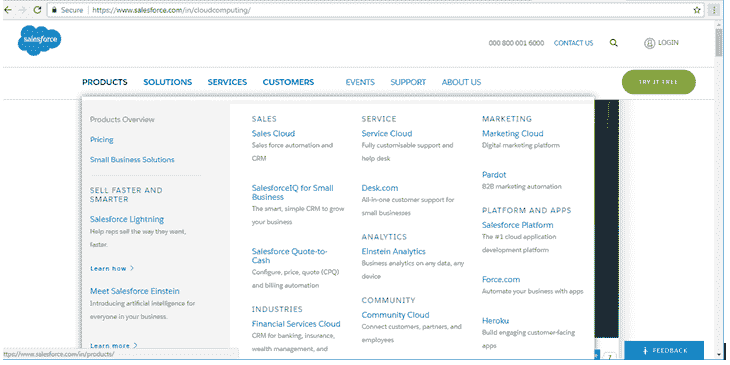 Secure https://www.salesforce.com/in/cloudcomputing/
salesforce
000 800 001 6000 CONTACT US LOGIN
PRODUCTS SOLUTIONS SERVICES CUSTOMERS EVENTS SUPPORT ABOUT US TRY IT FREE
Products Overview
Pricing
Small Business Solutions
SELL FASTER AND
SMARTER
Salesforce Lightning
Help reps sell the way they want,
faster.
Learn how >
Meet Salesforce Einstein
Introducing artificial intelligence for
everyone in your business.
Learn more >
SALES
Sales Cloud
Sales force automation and
CRM
SalesforceIQ for Small
Business
The smart, simple CRM to grow
your business
Salesforce Quote-to-
Cash
Configure, price, quote (CPQ)
and billing automation
INDUSTRIES
Financial Services Cloud
CRM for banking, insurance,
wealth management, and
SERVICE
Service Cloud
Fully customisable support and
help desk
Desk.com
All-in-one customer support for
small businesses
ANALYTICS
Einstein Analytics
Business analytics on any data, any
device
COMMUNITY
Community Cloud
Connect customers, partners, and
employees
MARKETING
Marketing Cloud
Digital marketing platform
Pardot
B2B marketing automation
PLATFORM AND APPS
Salesforce Platform
The #1 cloud application
development platform
Force.com
Automate your business with apps
Heroku
Build engaging customer-facing
apps
ttps://www.salesforce.com/in/products/
7
FEEDBACK